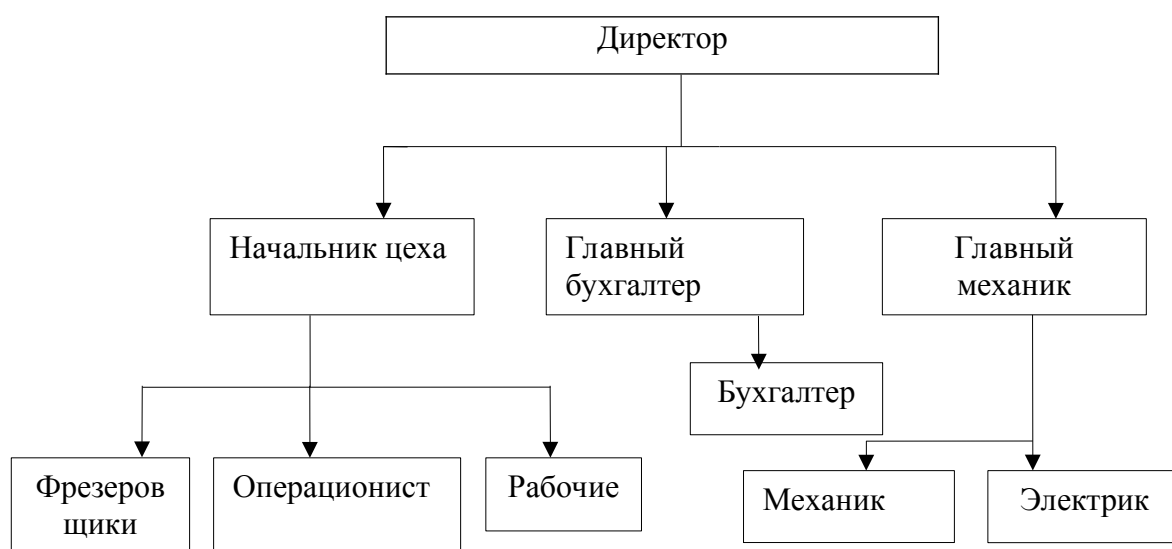 Директор
Начальник цеха
Главный
бухгалтер
Главный
механик
Бухгалтер
Фрезеров
щики
Операционист
Рабочие
Механик
Электрик